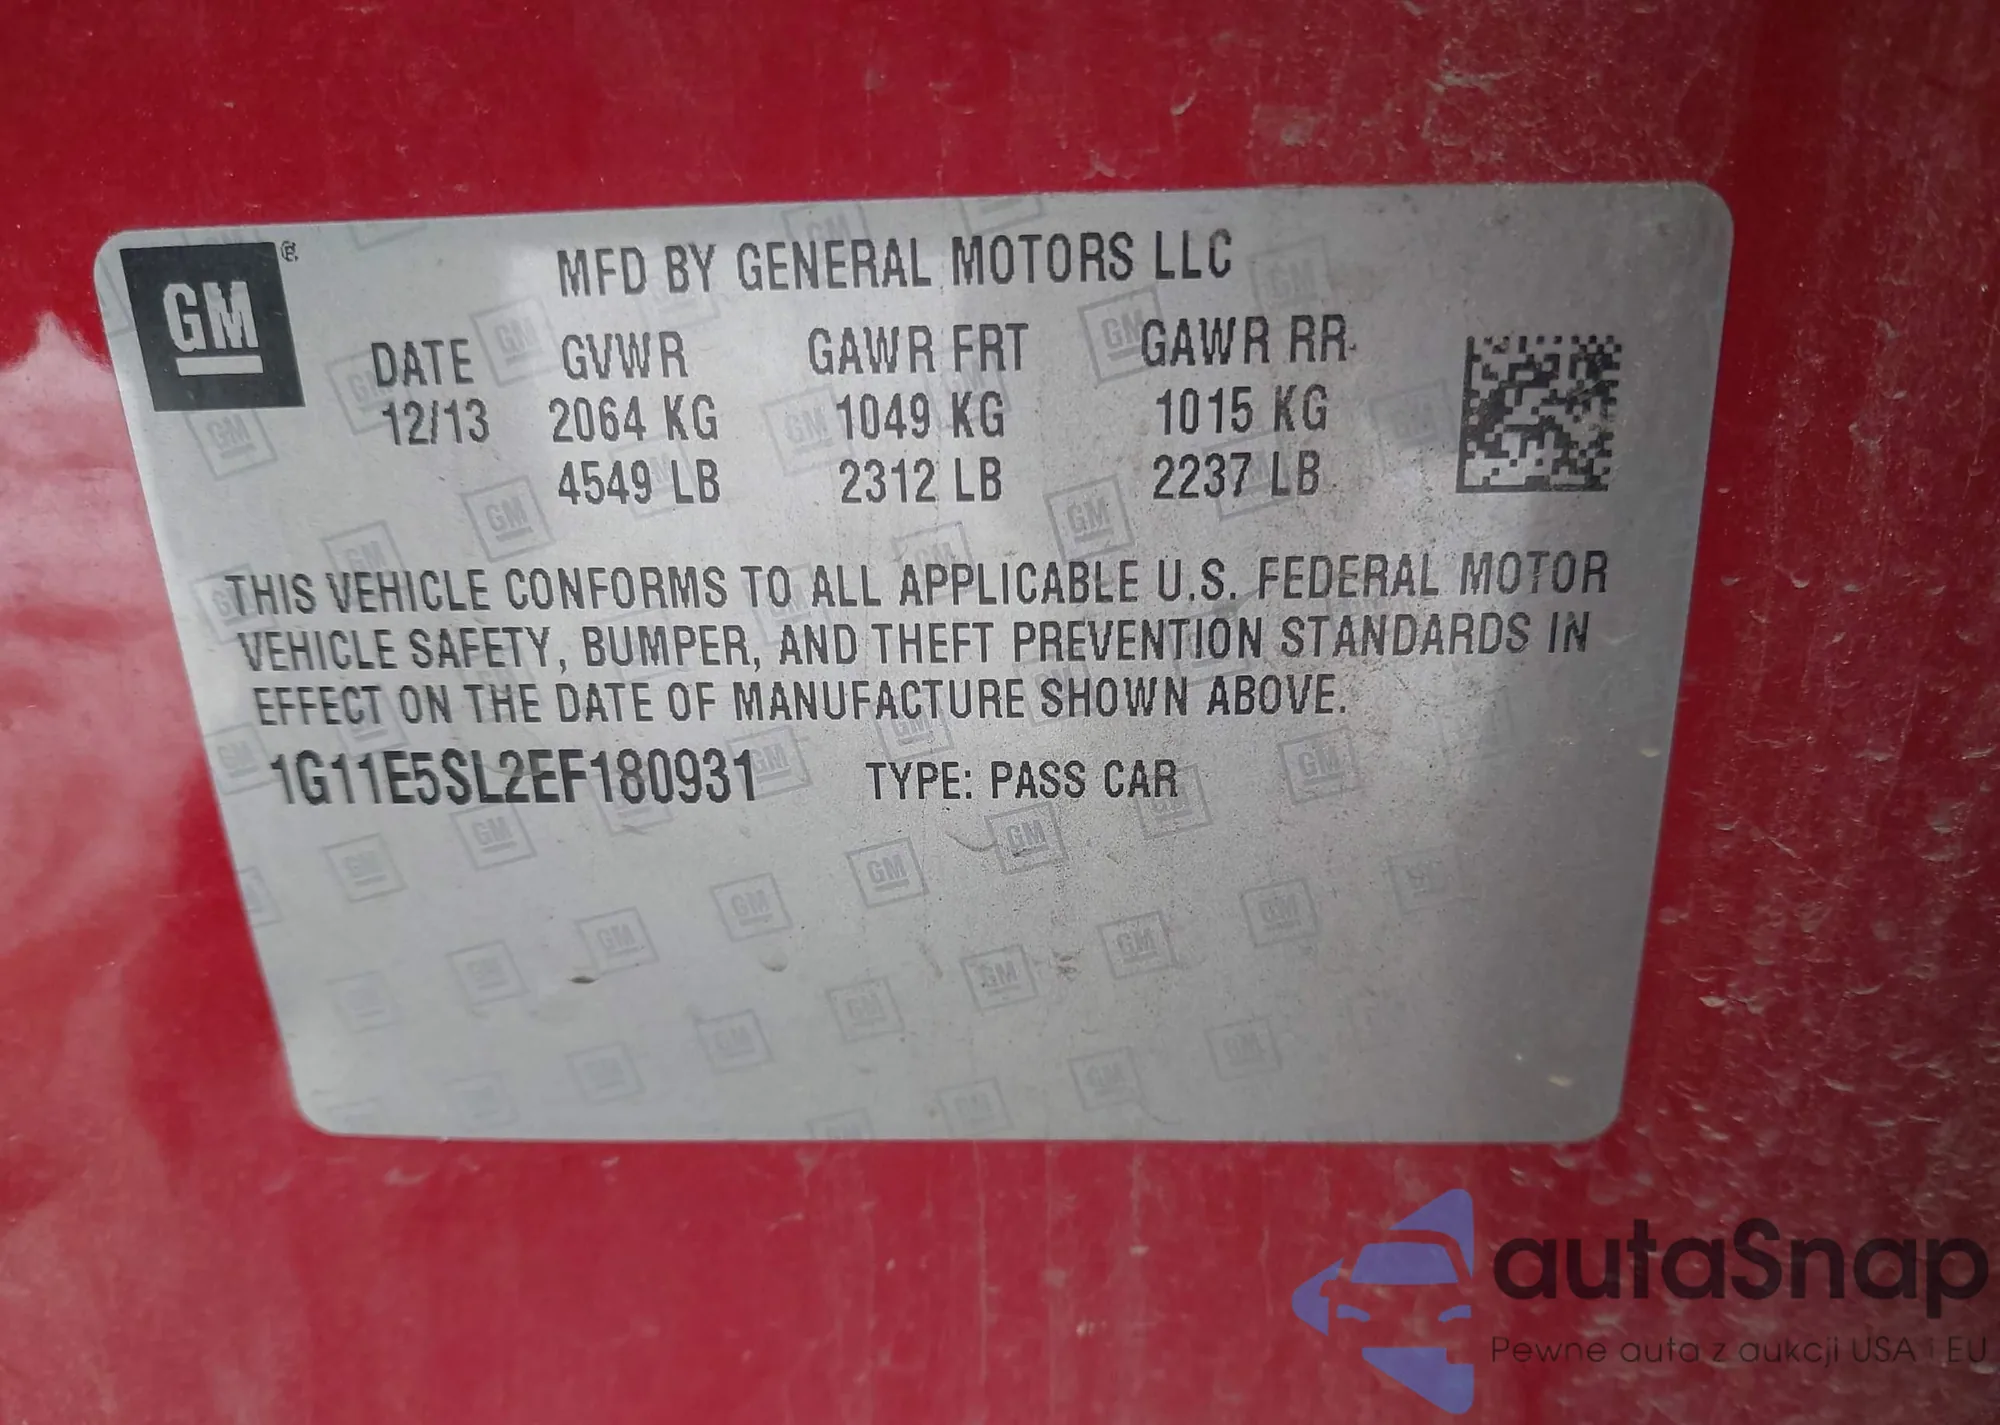 GM ®
MFD BY GENERAL MOTORS LLC
DATE GVWR GAWR FRT GAWR RR
12/13 2064 KG 1049 KG 1015 KG
4549 LB 2312 LB 2237 LB
THIS VEHICLE CONFORMS TO ALL APPLICABLE U.S. FEDERAL MOTOR
VEHICLE SAFETY, BUMPER, AND THEFT PREVENTION STANDARDS IN
EFFECT ON THE DATE OF MANUFACTURE SHOWN ABOVE.
1G11E5SL2EF180931 TYPE: PASS CAR
autaSnap
Pewne auta z aukcji USA i EU